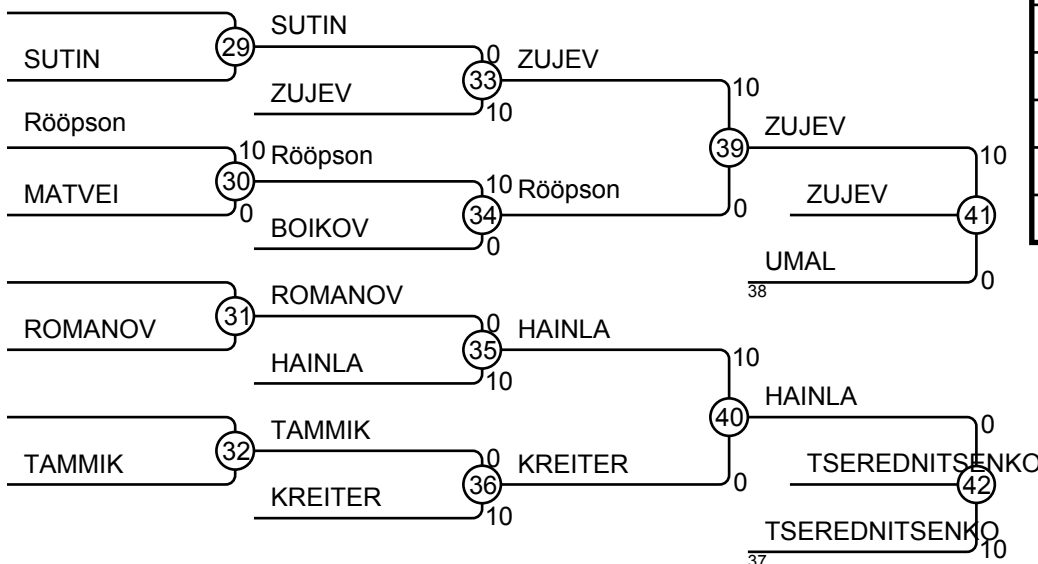 SUTIN
29
SUTIN
0
33
ZUJEV
ZUJEV
10
10
39
ZUJEV
10
Rööpson
10
30
Rööpson
MATVEI
0
10
34
Rööpson
0
ZUJEV
41
BOIKOV
0
UMAL
0
38
31
ROMANOV
ROMANOV
0
35
HAINLA
HAINLA
10
10
40
HAINLA
0
32
TAMMIK
TAMMIK
0
36
KREITER
0
KREITER
10
TSEREDNITSENKO
42
TSEREDNITSENKO
10
37